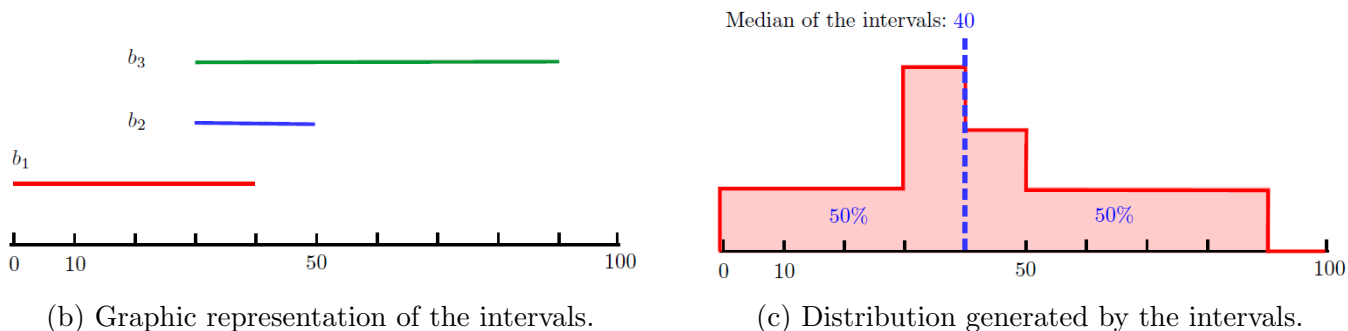 b3
b2
b1
0 10 50 100
(b) Graphic representation of the intervals.
Median of the intervals: 40
50% 50%
0 10 50 100
(c) Distribution generated by the intervals.